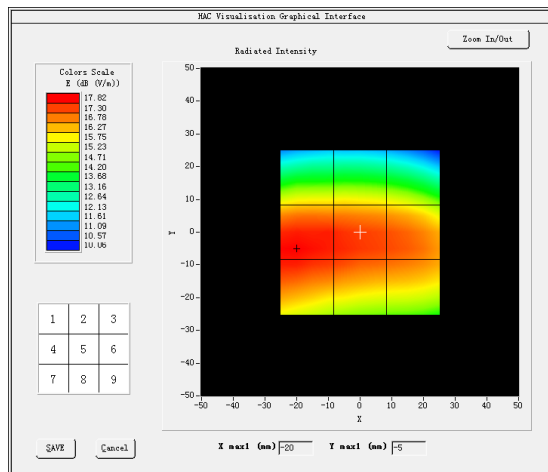 HAC Visualisation Graphical Interface
Zoom In/Out
Radiated Intensity
Colors Scale
E (dB (V/m))
17.82
17.30
16.78
16.27
15.75
15.23
14.71
14.20
13.68
13.16
12.64
12.13
11.61
11.09
10.57
10.06
50
40
30
20
10
0
-10
-20
-30
-40
-50
Y
-50 -40 -30 -20 -10 0 10 20 30 40 50
X
1 2 3
4 5 6
7 8 9
SAVE Cancel X max1 (mm) -20 Y max1 (mm) -5